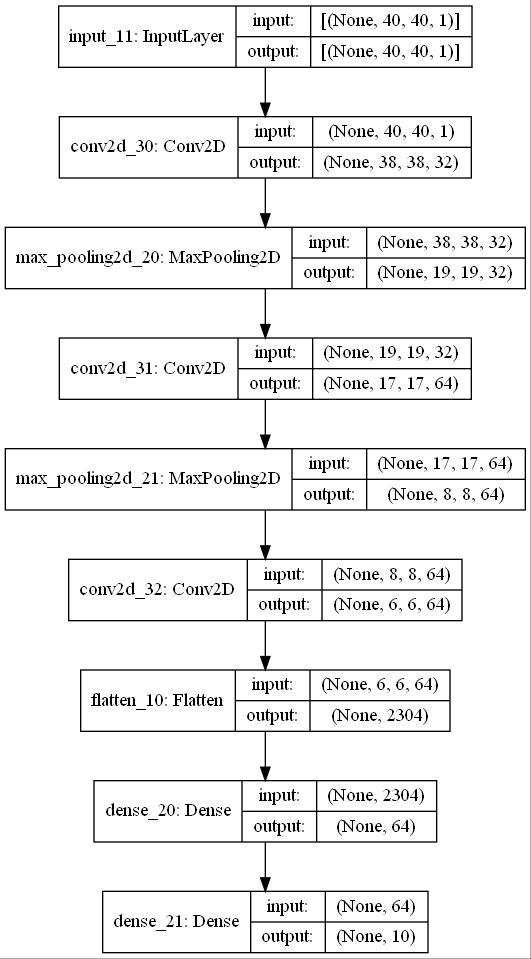 input_11: InputLayer
input: [(None, 40, 40, 1)]
output: [(None, 40, 40, 1)]
conv2d_30: Conv2D
input: (None, 40, 40, 1)
output: (None, 38, 38, 32)
max_pooling2d_20: MaxPooling2D
input: (None, 38, 38, 32)
output: (None, 19, 19, 32)
conv2d_31: Conv2D
input: (None, 19, 19, 32)
output: (None, 17, 17, 64)
max_pooling2d_21: MaxPooling2D
input: (None, 17, 17, 64)
output: (None, 8, 8, 64)
conv2d_32: Conv2D
input: (None, 8, 8, 64)
output: (None, 6, 6, 64)
flatten_10: Flatten
input: (None, 6, 6, 64)
output: (None, 2304)
dense_20: Dense
input: (None, 2304)
output: (None, 64)
dense_21: Dense
input: (None, 64)
output: (None, 10)